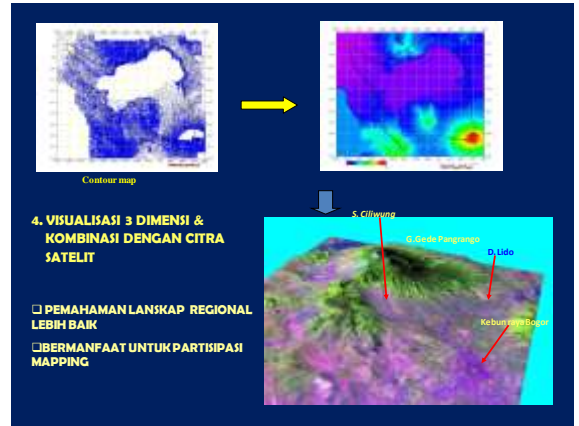 Contour map
4. VISUALISASI 3 DIMENSI &
KOMBINASI DENGAN CITRA
SATELIT
❑ PEMAHAMAN LANSKAP REGIONAL
LEBIH BAIK
❑BERMANFAAT UNTUK PARTISIPASI
MAPPING
S. Ciliwung
G.Gede Pangrango
D. Lido
Kebun raya Bogor